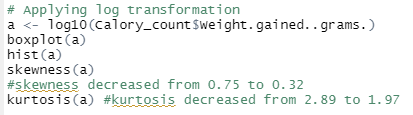 # Applying log transformation
a <- log10(Calory_count$weight.gained..grams.)
boxplot(a)
hist(a)
skewness(a)
#skewness decreased from 0.75 to 0.32
kurtosis(a) #kurtosis decreased from 2.89 to 1.97